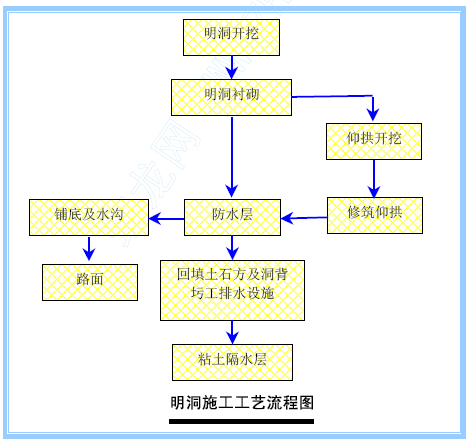 明洞开挖
明洞衬砌
仰拱开挖
铺底及水沟
防水层
修筑仰拱
路面
回填土石方及洞背
圬工排水设施
粘土隔水层
明洞施工工艺流程图